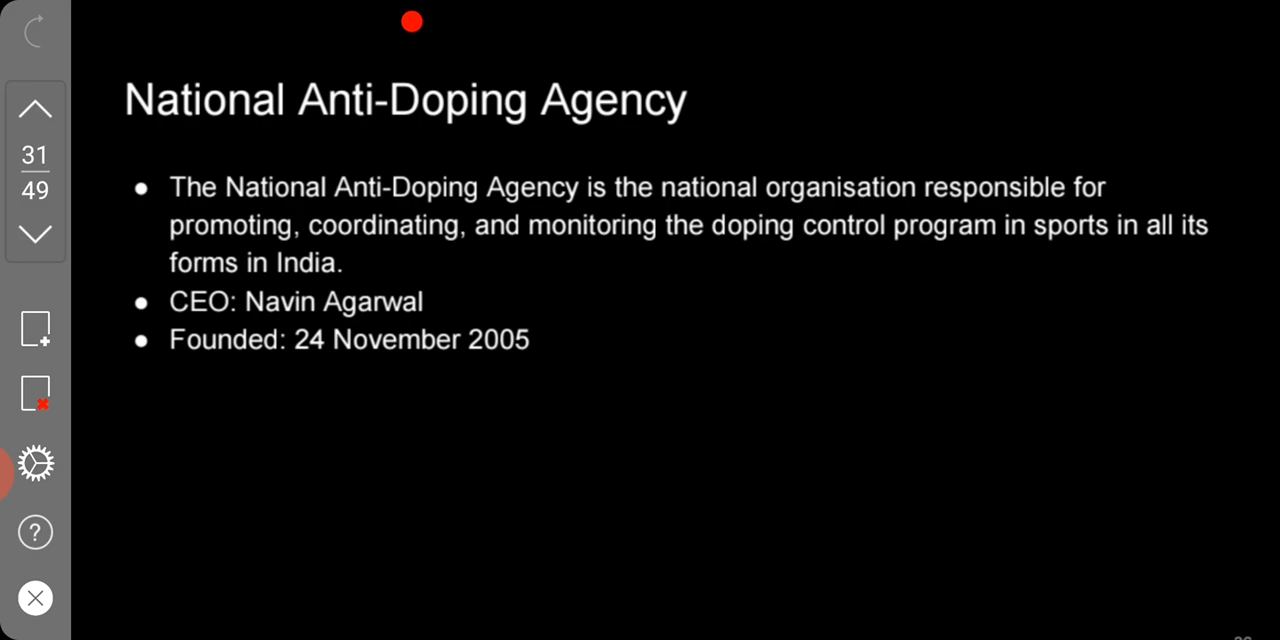 National Anti-Doping Agency
31
49
● The National Anti-Doping Agency is the national organisation responsible for
promoting, coordinating, and monitoring the doping control program in sports in all its
forms in India.
● CEO: Navin Agarwal
● Founded: 24 November 2005
?